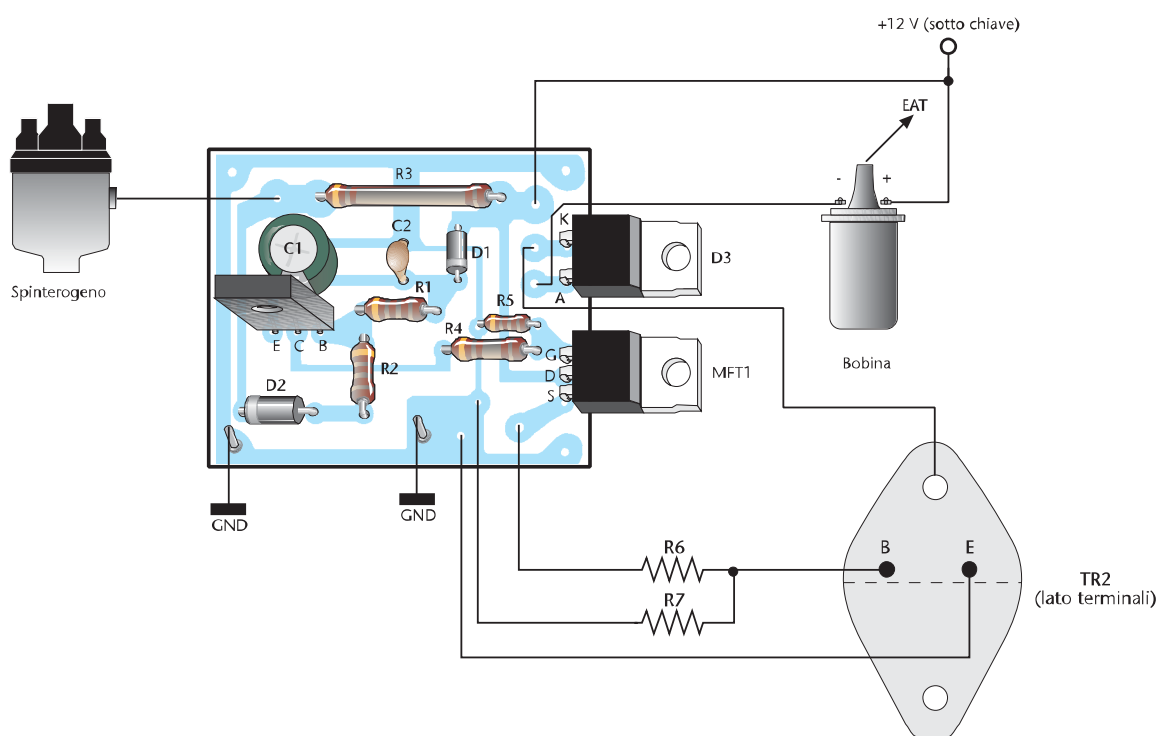 +12 V (sotto chiave)
EAT
- +
Spinterogeno
R3
C1
C2
D1
K
D3
A
R1
R5
R4
E C B
R2
G
D
S
MFT1
Bobina
D2
GND
GND
R6
R7
B E
TR2
(lato terminali)